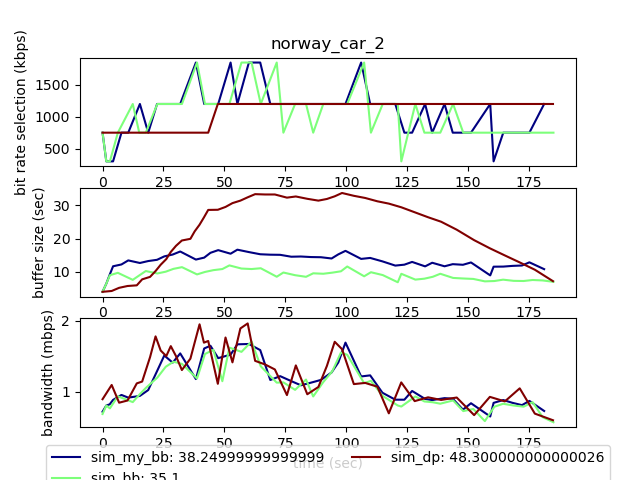 norway_car_2
bit rate selection (kbps)
1500
1000
500
0 25 50 75 100 125 150 175
buffer size (sec)
30
20
10
0 25 50 75 100 125 150 175
bandwidth (mbps)
2
1
0 25 50 75 100 125 150 175
time (sec)
sim_my_bb: 38.24999999999999
sim_dp: 48.300000000000026
sim_bb: 35.1